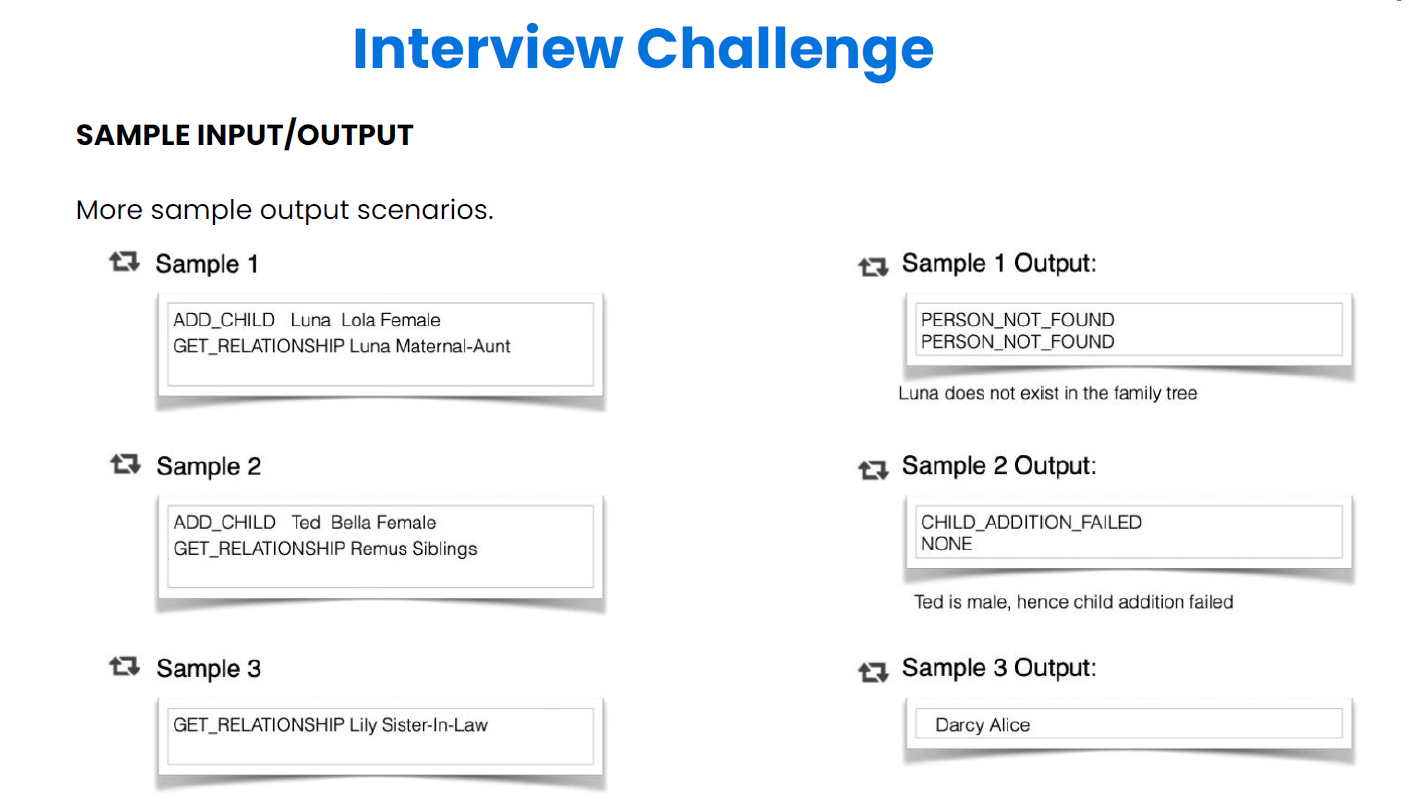 Interview Challenge
SAMPLE INPUT/OUTPUT
More sample output scenarios.
Sample 1
ADD_CHILD Luna Lola Female
GET_RELATIONSHIP Luna Maternal-Aunt
Sample 1 Output:
PERSON_NOT_FOUND
PERSON_NOT_FOUND
Luna does not exist in the family tree
Sample 2
ADD_CHILD Ted Bella Female
GET_RELATIONSHIP Remus Siblings
Sample 2 Output:
CHILD_ADDITION_FAILED
NONE
Ted is male, hence child addition failed
Sample 3
GET_RELATIONSHIP Lily Sister-In-Law
Sample 3 Output:
Darcy Alice